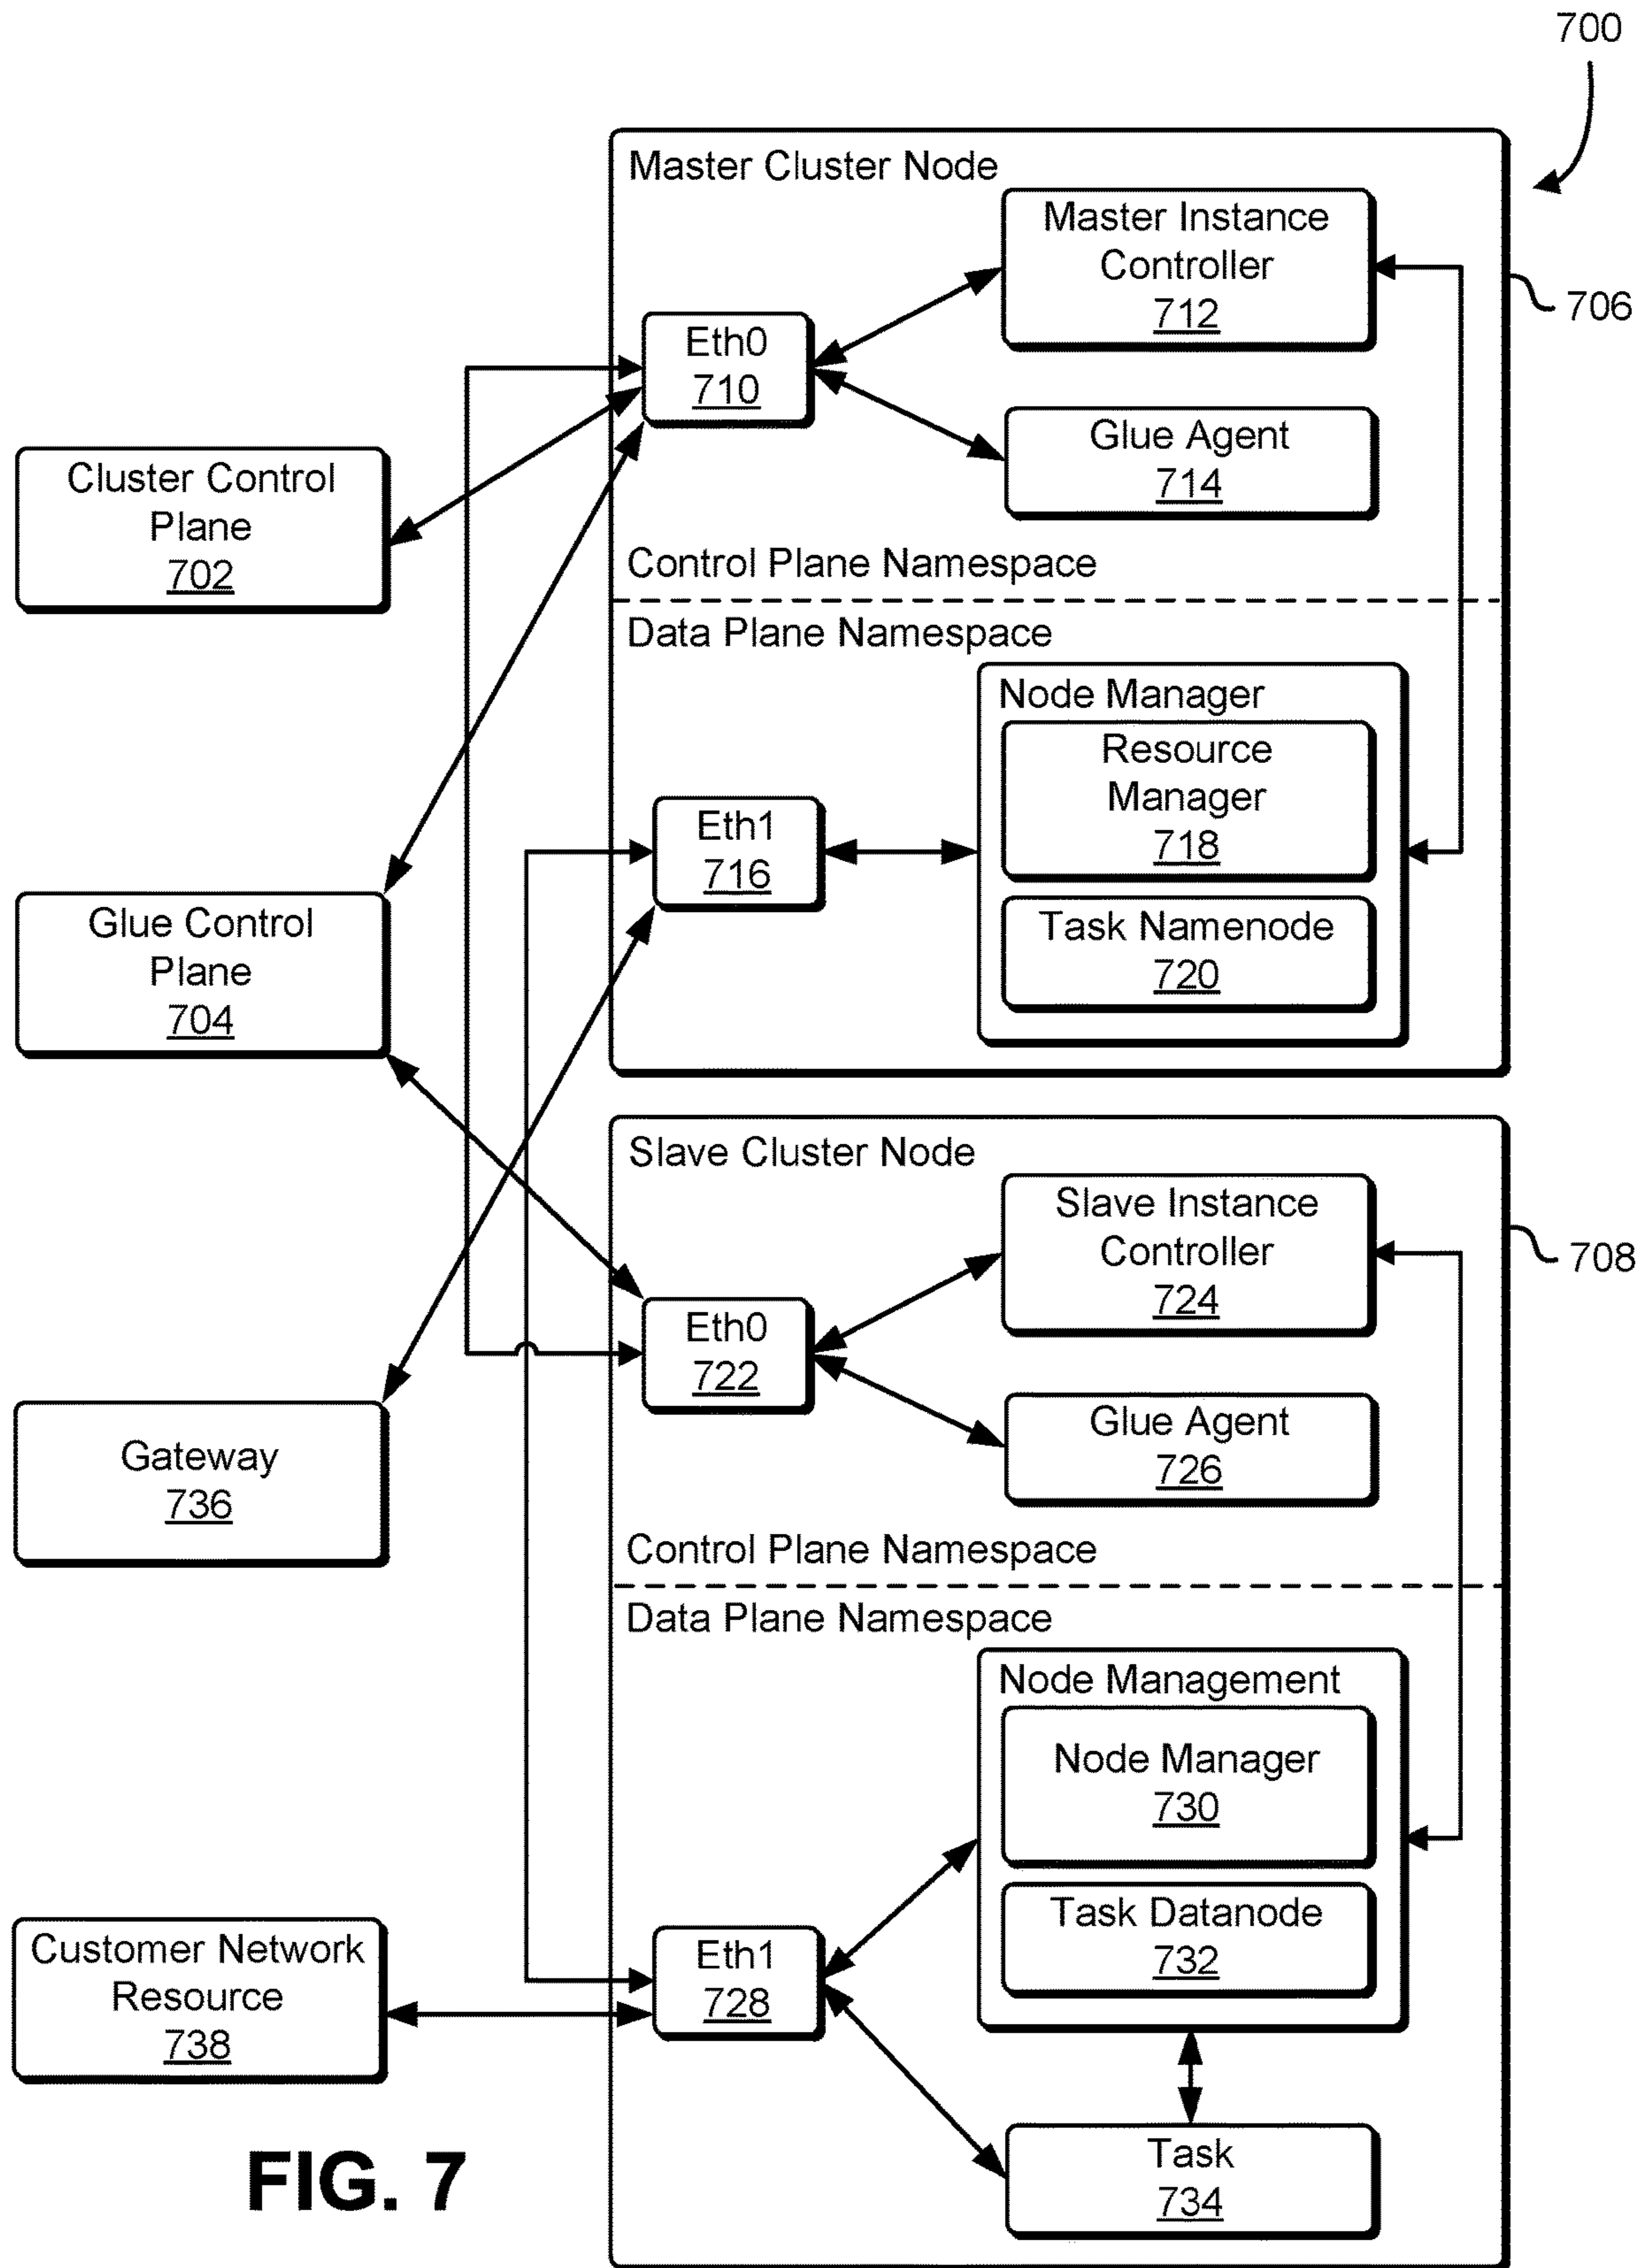 700
Master Cluster Node
Master Instance
Controller
712
706
Eth0
710
Glue Agent
714
Cluster Control
Plane
702
Control Plane Namespace
Data Plane Namespace
Node Manager
Resource
Manager
718
Eth1
716
Task Namenode
720
Glue Control
Plane
704
Slave Cluster Node
Slave Instance
Controller
724
708
Eth0
722
Glue Agent
726
Gateway
736
Control Plane Namespace
Data Plane Namespace
Node Management
Node Manager
730
Task Datanode
732
Eth1
728
Customer Network
Resource
738
Task
734
FIG. 7